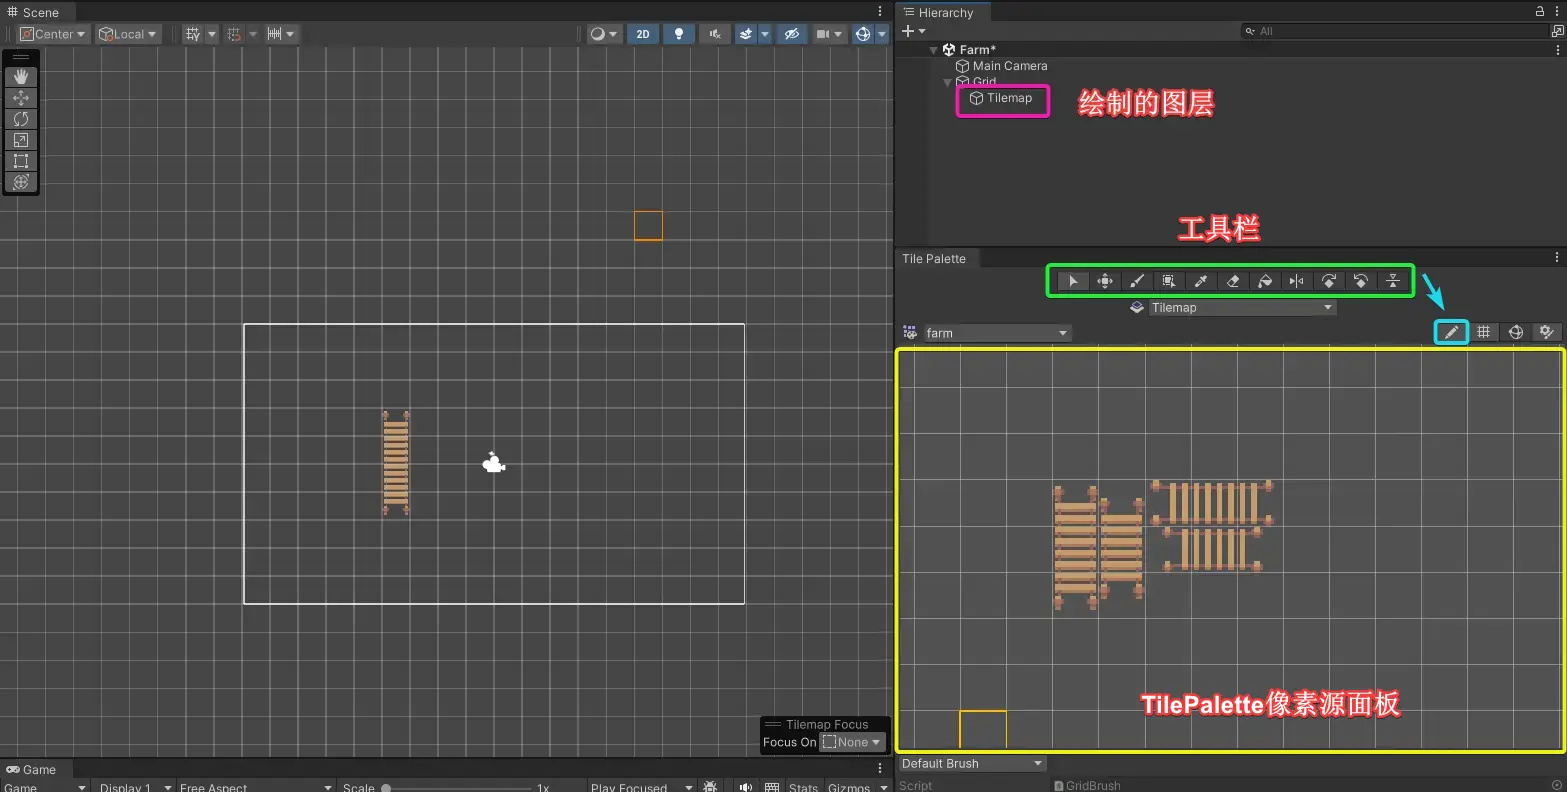 Scene
Center
Local
2D
Tilemap Focus
Focus On
None
Game
Game
Display 1
Free Aspect
Scale
1x
Play Focused
Stats
Gizmos
Hierarchy
All
Farm*
Main Camera
Grid
Tilemap
绘制的图层
工具栏
Tile Palette
Tilemap
farm
TilePalette像素源面板
Default Brush
Script
GridBrush